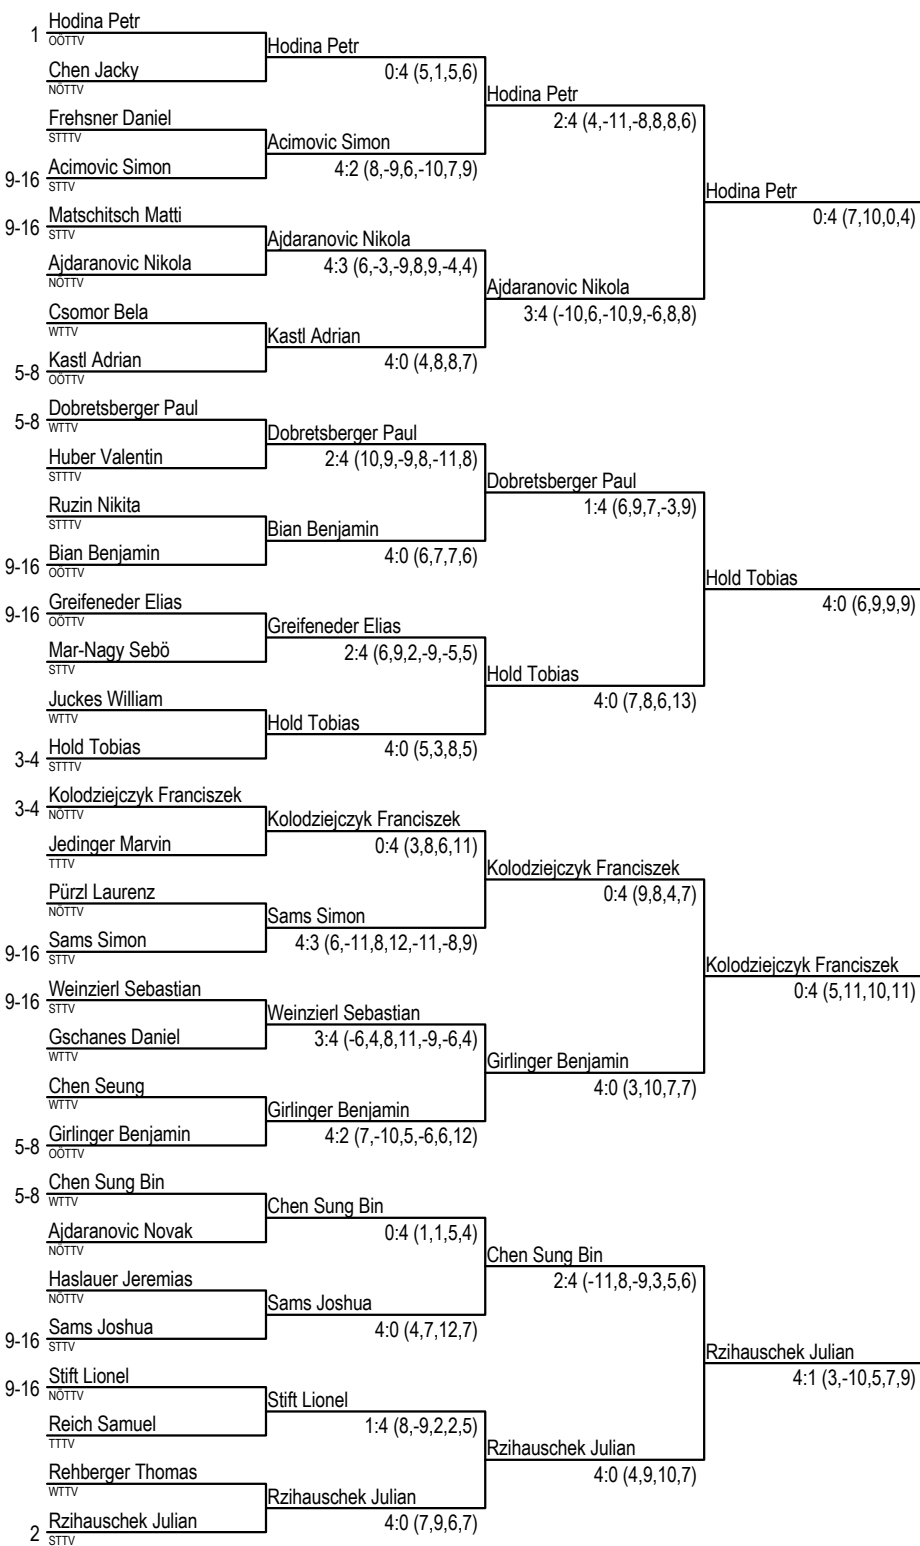 1 Hodina Petr
OÖTTV
Chen Jacky
NÖTTV
Frehsner Daniel
STTTV
9-16 Acimovic Simon
STTV
9-16 Matschitsch Matti
STTV
Ajdaranovic Nikola
NÖTTV
Csomor Bela
WTTV
5-8 Kastl Adrian
OÖTTV
5-8 Dobretsberger Paul
WTTV
Huber Valentin
STTTV
Ruzin Nikita
STTTV
9-16 Bian Benjamin
OÖTTV
9-16 Greifeneder Elias
OÖTTV
Mar-Nagy Sebö
STTV
Juckes William
WTTV
3-4 Hold Tobias
STTTV
3-4 Kolodziejczyk Franciszek
NÖTTV
Jedinger Marvin
TTTV
Pürzl Laurenz
NÖTTV
9-16 Sams Simon
STTV
9-16 Weinzierl Sebastian
STTV
Gschanes Daniel
WTTV
Chen Seung
WTTV
5-8 Girlinger Benjamin
OÖTTV
5-8 Chen Sung Bin
WTTV
Ajdaranovic Novak
NÖTTV
Haslauer Jeremias
NÖTTV
9-16 Sams Joshua
STTV
9-16 Stift Lionel
NÖTTV
Reich Samuel
TTTV
Rehberger Thomas
WTTV
2 Rzihauschek Julian
STTV
Hodina Petr
0:4 (5,1,5,6)
Acimovic Simon
4:2 (8,-9,6,-10,7,9)
Ajdaranovic Nikola
4:3 (6,-3,-9,8,9,-4,4)
Kastl Adrian
4:0 (4,8,8,7)
Dobretsberger Paul
2:4 (10,9,-9,8,-11,8)
Bian Benjamin
4:0 (6,7,7,6)
Greifeneder Elias
2:4 (6,9,2,-9,-5,5)
Hold Tobias
4:0 (5,3,8,5)
Kolodziejczyk Franciszek
0:4 (3,8,6,11)
Sams Simon
4:3 (6,-11,8,12,-11,-8,9)
Weinzierl Sebastian
3:4 (-6,4,8,11,-9,-6,4)
Girlinger Benjamin
4:2 (7,-10,5,-6,6,12)
Chen Sung Bin
0:4 (1,1,5,4)
Sams Joshua
4:0 (4,7,12,7)
Stift Lionel
1:4 (8,-9,2,2,5)
Rzihauschek Julian
4:0 (7,9,6,7)
Hodina Petr
2:4 (4,-11,-8,8,8,6)
Ajdaranovic Nikola
3:4 (-10,6,-10,9,-6,8,8)
Dobretsberger Paul
1:4 (6,9,7,-3,9)
Hold Tobias
4:0 (7,8,6,13)
Kolodziejczyk Franciszek
0:4 (9,8,4,7)
Girlinger Benjamin
4:0 (3,10,7,7)
Chen Sung Bin
2:4 (-11,8,-9,3,5,6)
Rzihauschek Julian
4:0 (4,9,10,7)
Hodina Petr
0:4 (7,10,0,4)
Hold Tobias
4:0 (6,9,9,9)
Kolodziejczyk Franciszek
0:4 (5,11,10,11)
Rzihauschek Julian
4:1 (3,-10,5,7,9)